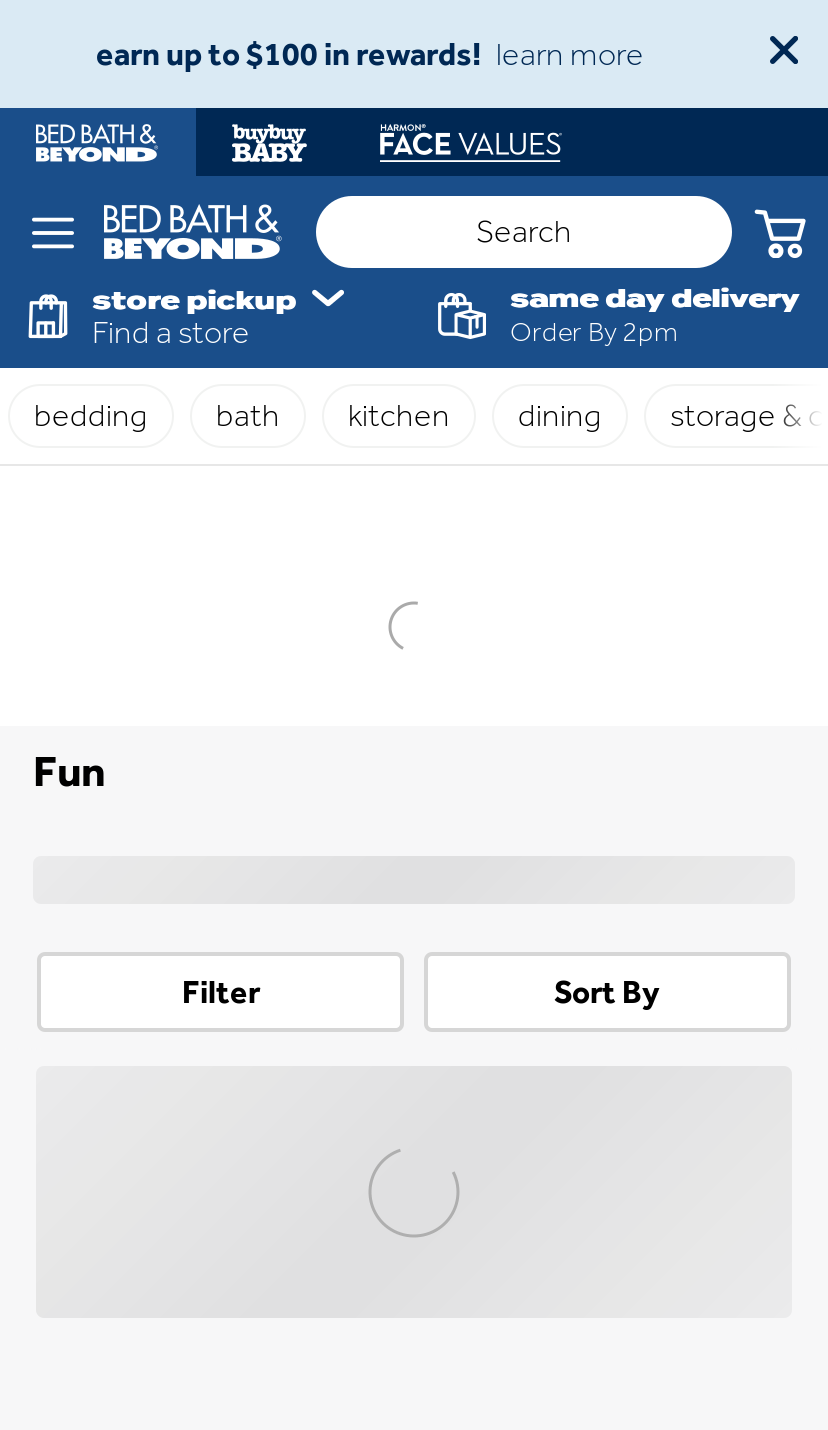 earn up to $100 in rewards! learn more
BED BATH &
BEYOND®
buybuy
BABY
HARMON®
FACE VALUES
BED BATH &
BEYOND®
Search
store pickup
Find a store
same day delivery
Order By 2pm
bedding bath kitchen dining storage &
Fun
Filter Sort By